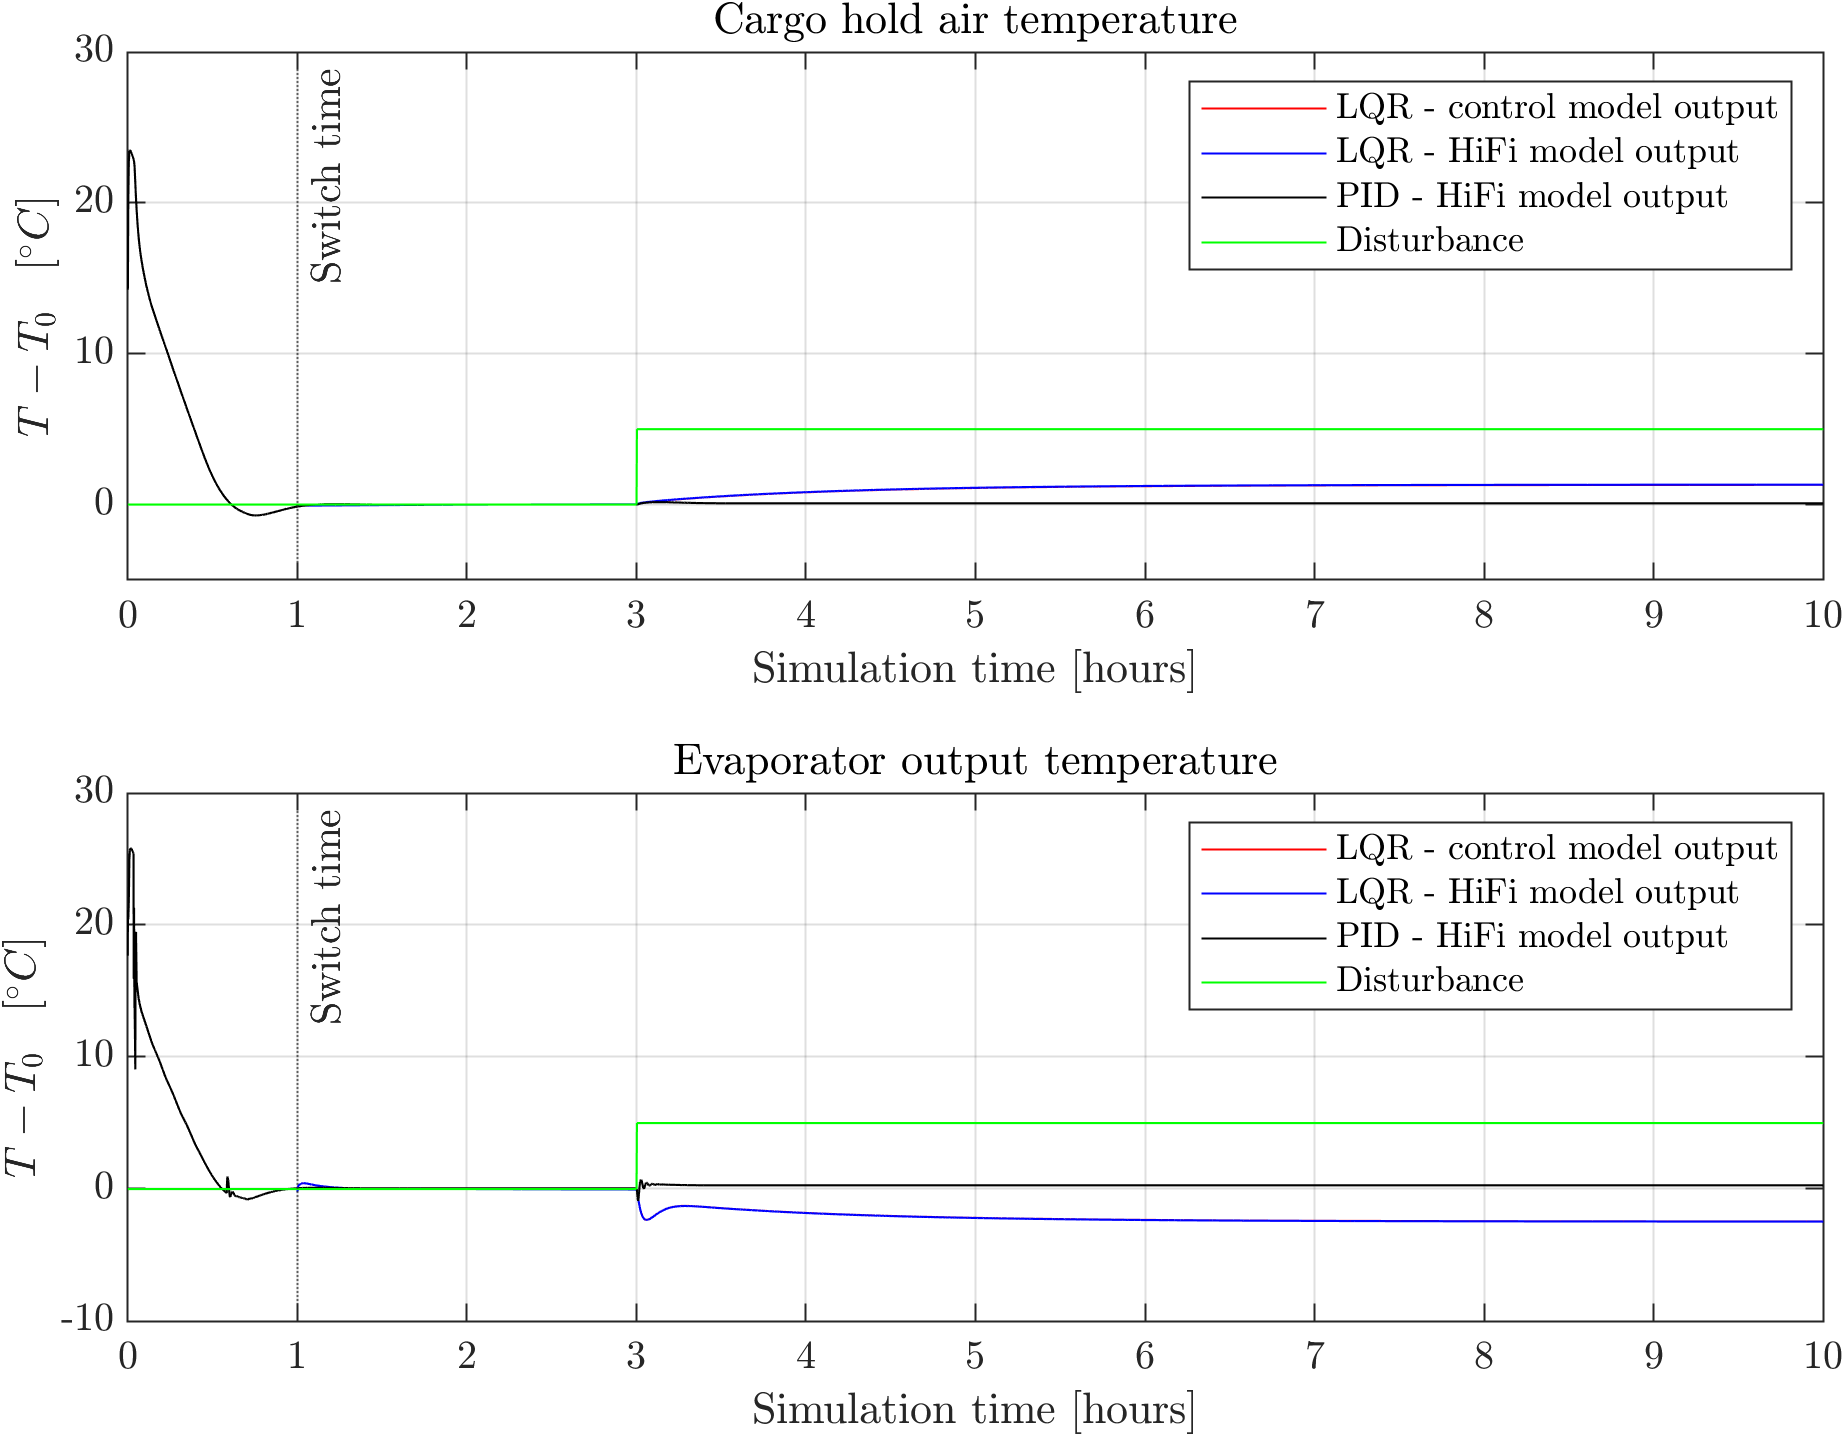 Cargo hold air temperature
30
20
10
0
T − T₀ [°C]
Switch time
LQR - control model output
LQR - HiFi model output
PID - HiFi model output
Disturbance
0 1 2 3 4 5 6 7 8 9 10
Simulation time [hours]
Evaporator output temperature
30
20
10
0
-10
T − T₀ [°C]
Switch time
LQR - control model output
LQR - HiFi model output
PID - HiFi model output
Disturbance
0 1 2 3 4 5 6 7 8 9 10
Simulation time [hours]